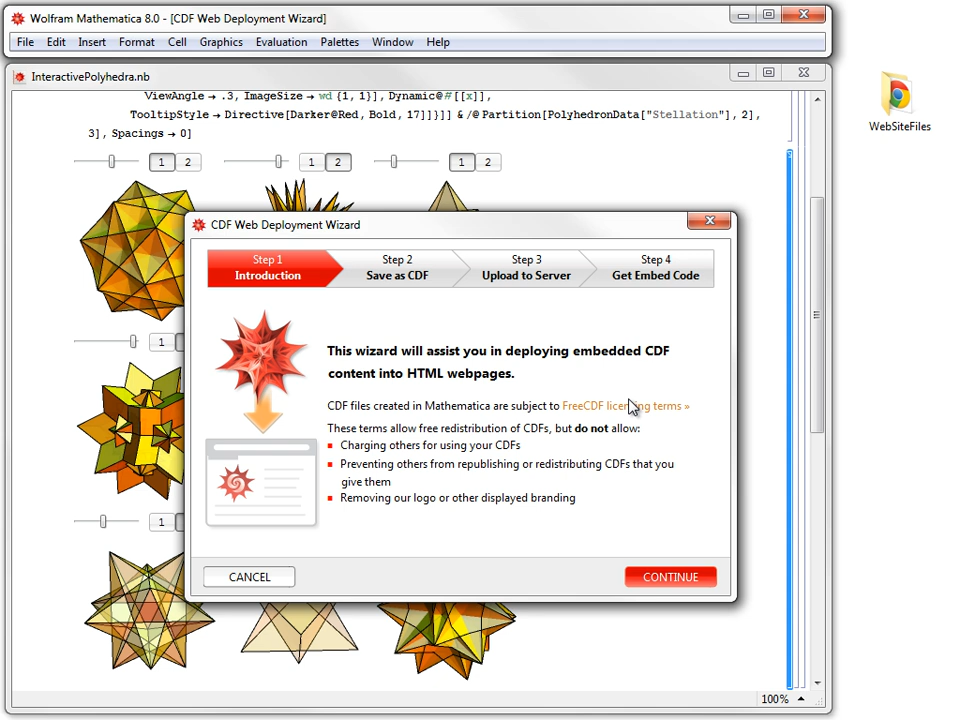 Wolfram Mathematica 8.0 - [CDF Web Deployment Wizard]
File Edit Insert Format Cell Graphics Evaluation Palettes Window Help
InteractivePolyhedra.nb
ViewAngle → .3, ImageSize → wd {1, 1}], Dynamic@#[[x]],
TooltipStyle → Directive[Darker@Red, Bold, 17]]}]] & /@ Partition[PolyhedronData["Stellation"], 2],
3], Spacings → 0]
WebSiteFiles
1 2 1 2 1 2
CDF Web Deployment Wizard
Step 1 Step 2 Step 3 Step 4
Introduction Save as CDF Upload to Server Get Embed Code
This wizard will assist you in deploying embedded CDF
content into HTML webpages.
CDF files created in Mathematica are subject to FreeCDF licensing terms »
These terms allow free redistribution of CDFs, but do not allow:
Charging others for using your CDFs
Preventing others from republishing or redistributing CDFs that you
give them
Removing our logo or other displayed branding
1
1
CANCEL CONTINUE
100%